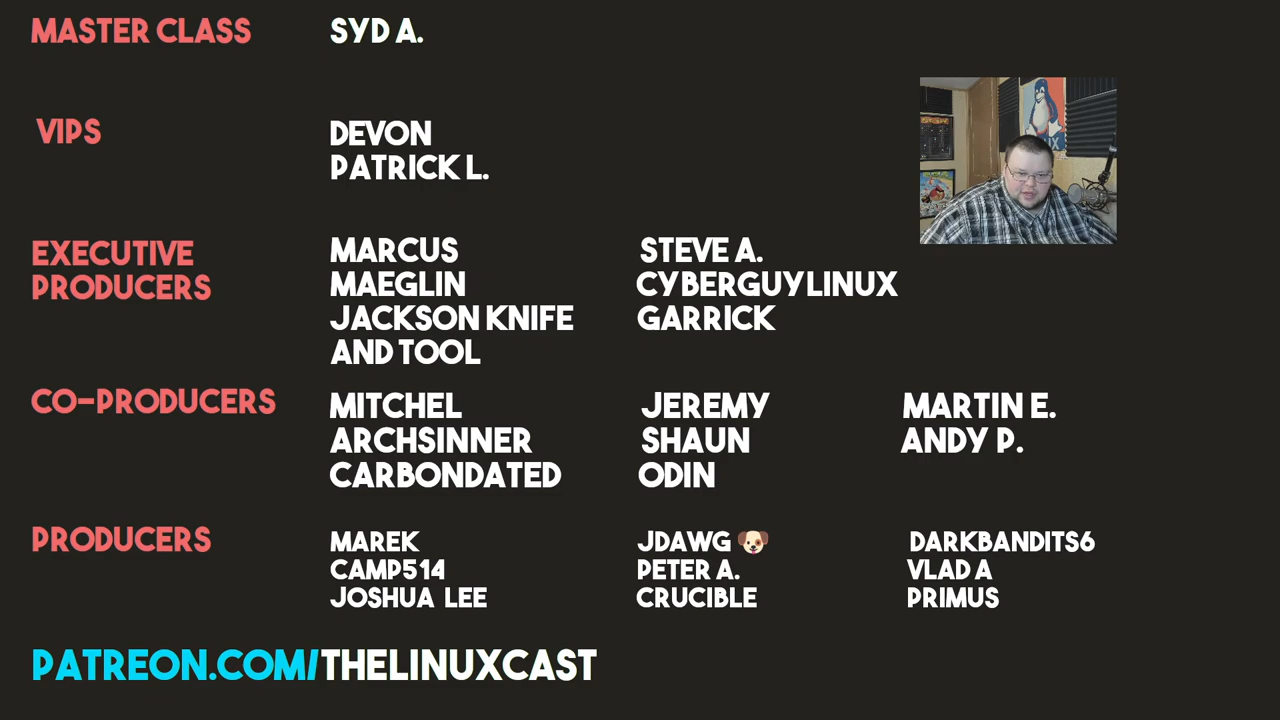 MASTER CLASS SYD A.
VIPS DEVON
PATRICK L.
EXECUTIVE PRODUCERS
MARCUS STEVE A.
MAEGLIN CYBERGUYLINUX
JACKSON KNIFE GARRICK
AND TOOL
CO-PRODUCERS
MITCHEL JEREMY MARTIN E.
ARCHSINNER SHAUN ANDY P.
CARBONDATED ODIN
PRODUCERS
MAREK JDAWG 🐶 DARKBANDITS6
CAMP514 PETER A. VLAD A
JOSHUA LEE CRUCIBLE PRIMUS
PATREON.COM/THELINUXCAST